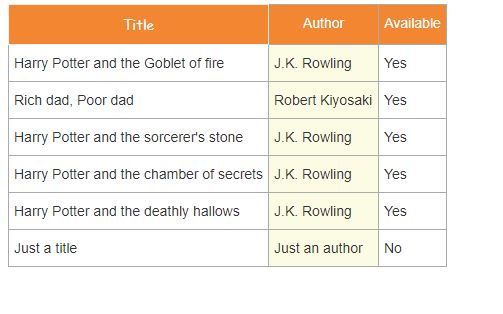 Title Author Available
Harry Potter and the Goblet of fire J.K. Rowling Yes
Rich dad, Poor dad Robert Kiyosaki Yes
Harry Potter and the sorcerer's stone J.K. Rowling Yes
Harry Potter and the chamber of secrets J.K. Rowling Yes
Harry Potter and the deathly hallows J.K. Rowling Yes
Just a title Just an author No